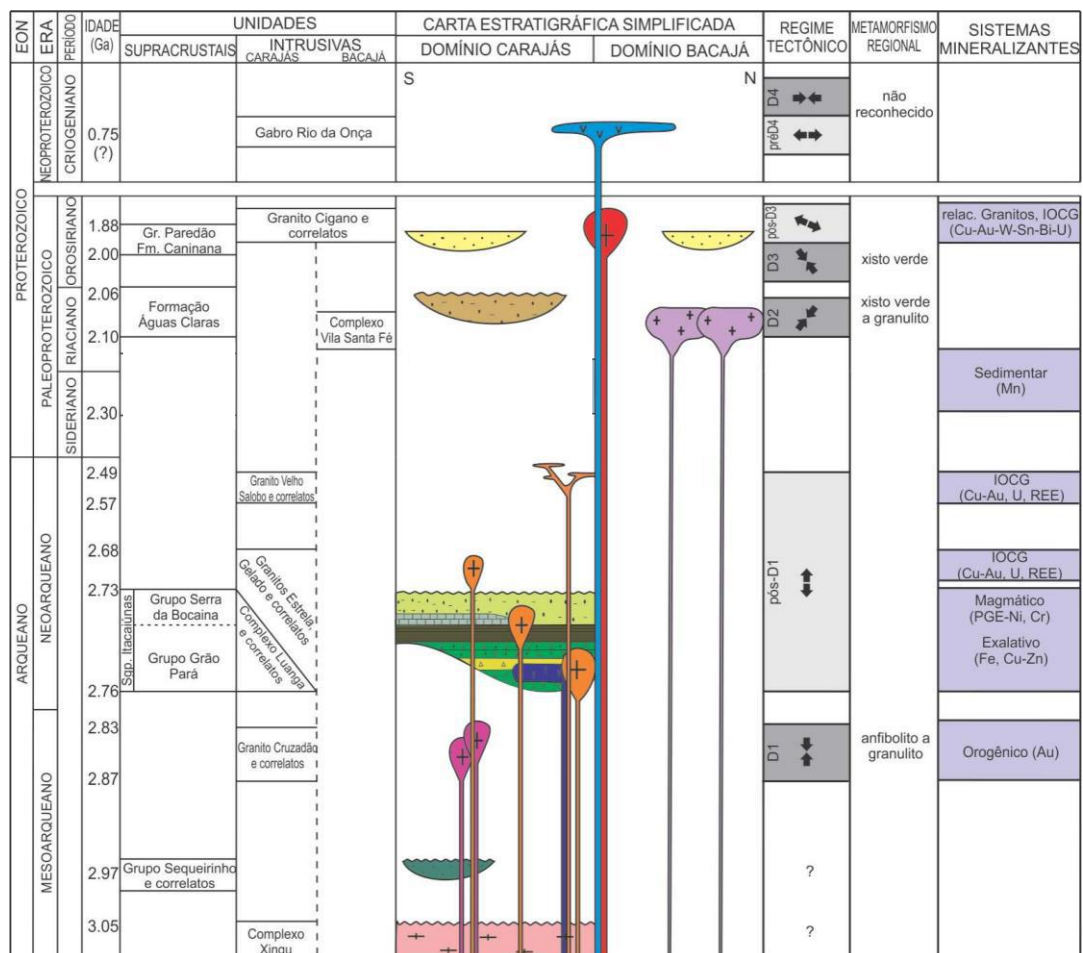 EON
ERA
PERÍODO
IDADE
(Ga)
UNIDADES
SUPRACRUSTAIS
INTRUSIVAS
CARAJÁS
BACAJÁ
CARTA ESTRATIGRÁFICA SIMPLIFICADA
DOMÍNIO CARAJÁS
DOMÍNIO BACAJÁ
REGIME
TECTÔNICO
METAMORFISMO
REGIONAL
SISTEMAS
MINERALIZANTES
S
N
PROTEROZOICO
NEOPROTEROZOICO
CRIOGENIANO
0.75
(?)
Gabro Rio da Onça
v v v
D4
préD4
não
reconhecido
PALEOPROTEROZOICO
OROSIRIANO
1.88
2.00
Gr. Paredão
Fm. Caninana
Granito Cigano e
correlatos
pós-D3
D3
xisto verde
relac. Granitos, IOCG
(Cu-Au-W-Sn-Bi-U)
RIACIANO
2.06
2.10
Formação
Águas Claras
Complexo
Vila Santa Fé
D2
xisto verde
a granulito
SIDERIANO
2.30
Sedimentar
(Mn)
ARQUEANO
NEOARQUEANO
2.49
2.57
Granito Velho
Salobo e correlatos
pós-D1
IOCG
(Cu-Au, U, REE)
2.68
2.73
Granitos Estrela,
Gelado e correlatos
IOCG
(Cu-Au, U, REE)
Sgp. Itacaiúnas
Grupo Serra
da Bocaina
Grupo Grão
Pará
Complexo Luanga
e correlatos
Magmático
(PGE-Ni, Cr)
Exalativo
(Fe, Cu-Zn)
2.76
MESOARQUEANO
2.83
2.87
Granito Cruzadão
e correlatos
D1
anfibolito a
granulito
Orogênico (Au)
2.97
Grupo Sequeirinho
e correlatos
?
3.05
Complexo
Xingu
?